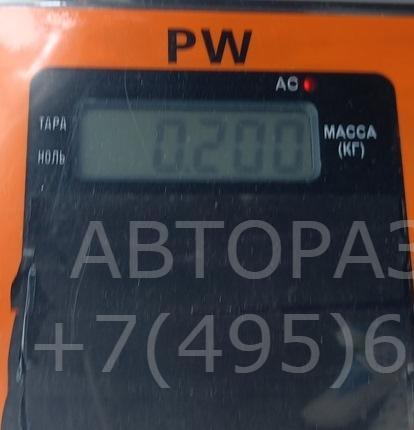 PW
AC
ТАРА
0.200
МАССА
НОЛЬ
(КГ)
АВТОРАЗ
+7(495)6